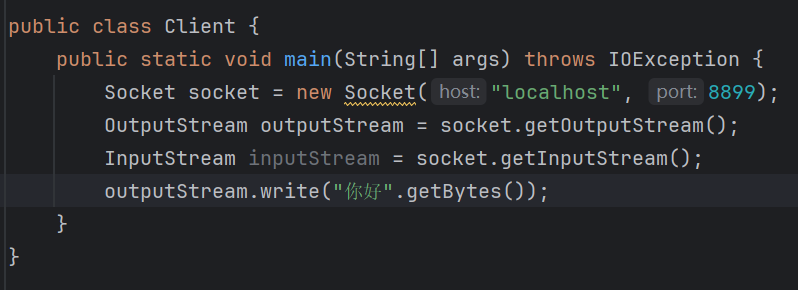 public class Client {
public static void main(String[] args) throws IOException {
Socket socket = new Socket( host: "localhost", port: 8899);
OutputStream outputStream = socket.getOutputStream();
InputStream inputStream = socket.getInputStream();
outputStream.write("你好".getBytes());
}
}